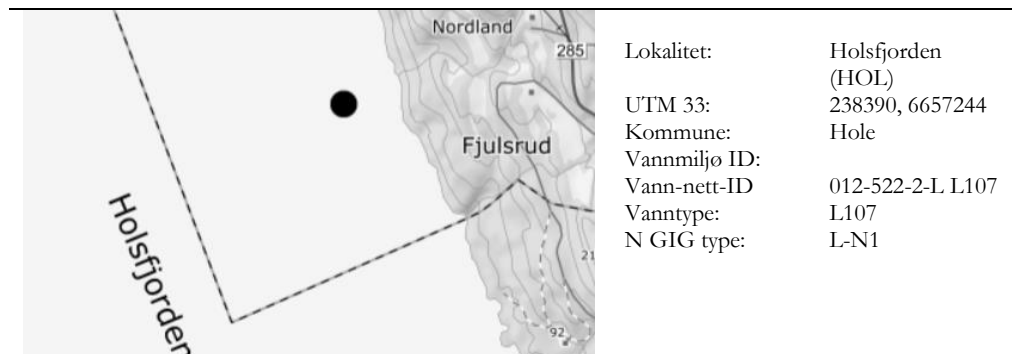 Nordland
285
Fjulsrud
Holsfjorden
21
92
Lokalitet: Holsfjorden
(HOL)
UTM 33: 238390, 6657244
Kommune: Hole
Vannmiljø ID:
Vann-nett-ID 012-522-2-L L107
Vanntype: L107
N GIG type: L-N1